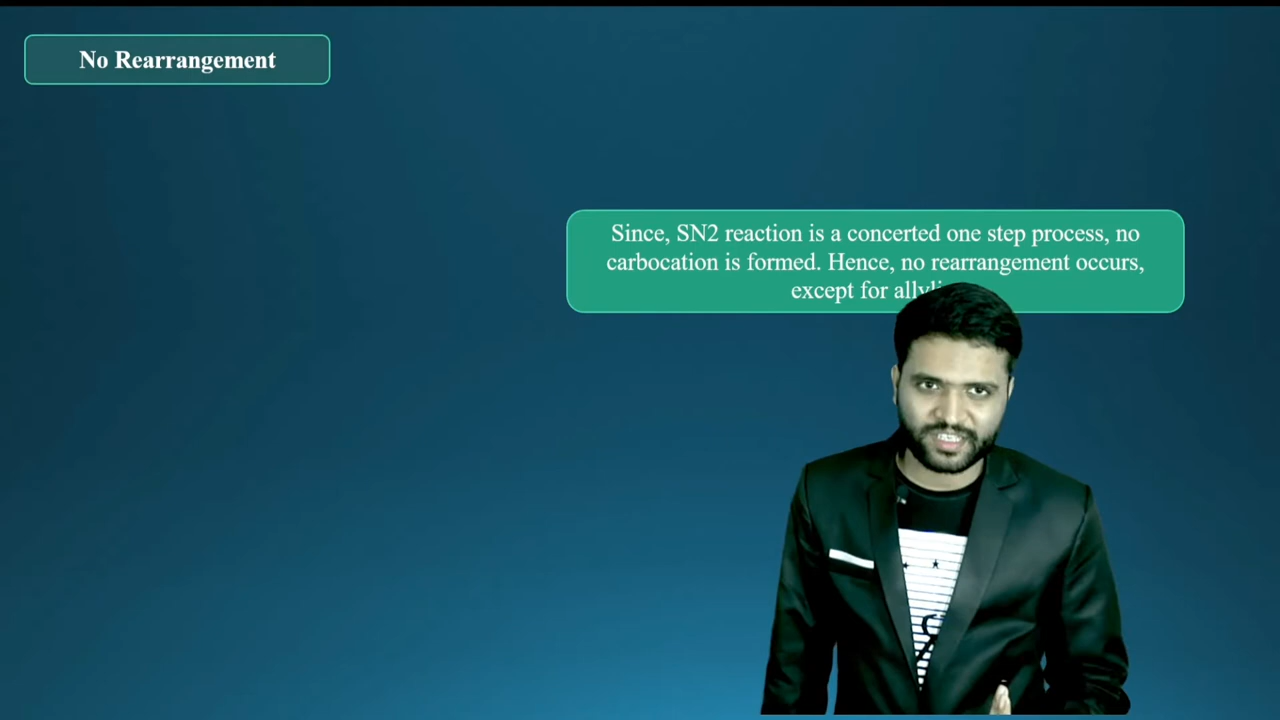 No Rearrangement
Since, SN2 reaction is a concerted one step process, no
carbocation is formed. Hence, no rearrangement occurs,
except for